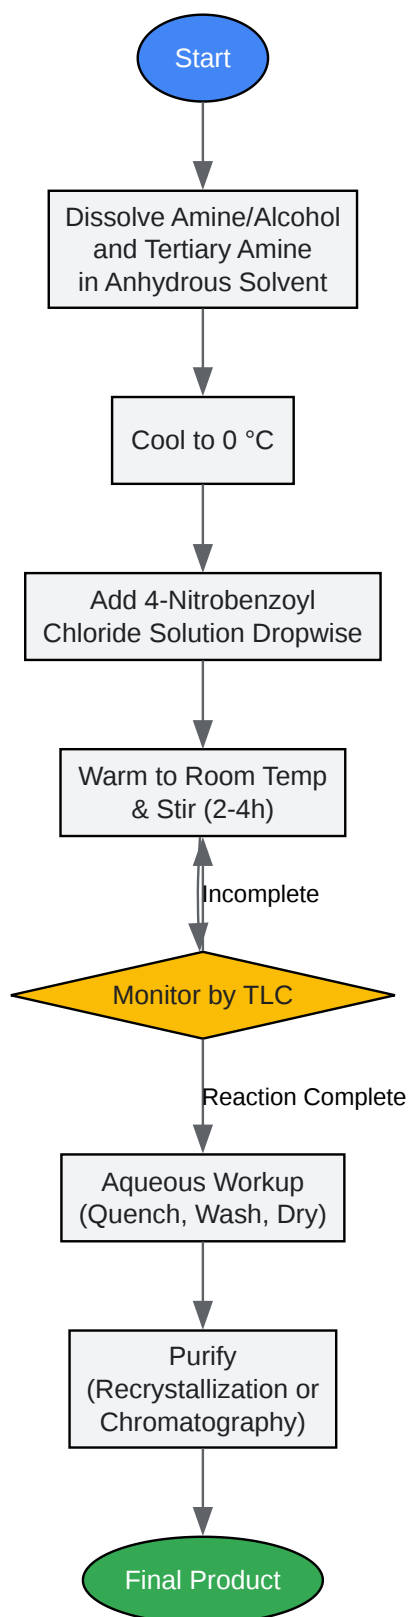 Start
Dissolve Amine/Alcohol
and Tertiary Amine
in Anhydrous Solvent
Cool to 0 °C
Add 4-Nitrobenzoyl
Chloride Solution Dropwise
Warm to Room Temp
& Stir (2-4h)
Incomplete
Monitor by TLC
Reaction Complete
Aqueous Workup
(Quench, Wash, Dry)
Purify
(Recrystallization or
Chromatography)
Final Product